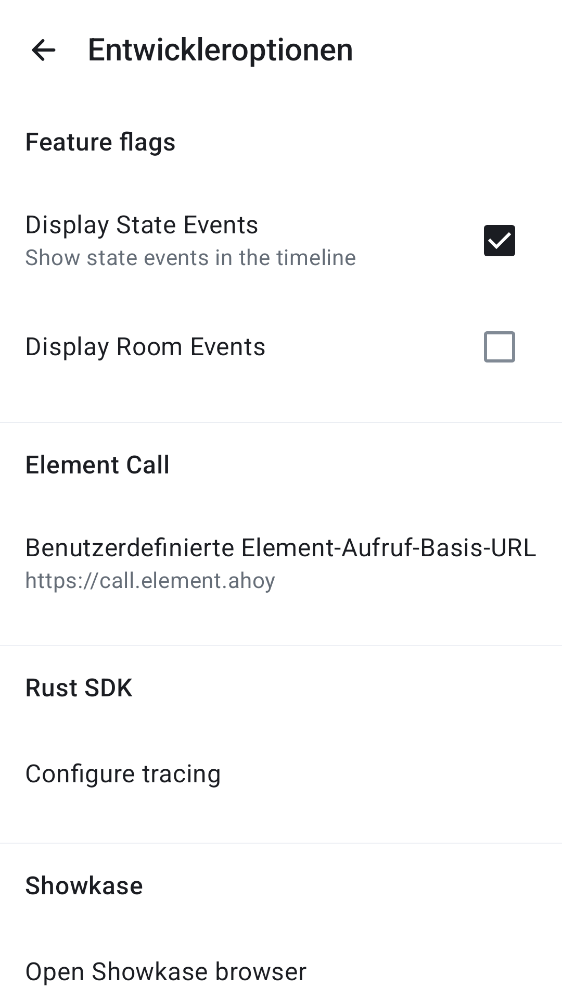 Entwickleroptionen
Feature flags
Display State Events
Show state events in the timeline
Display Room Events
Element Call
Benutzerdefinierte Element-Aufruf-Basis-URL
https://call.element.ahoy
Rust SDK
Configure tracing
Showkase
Open Showkase browser